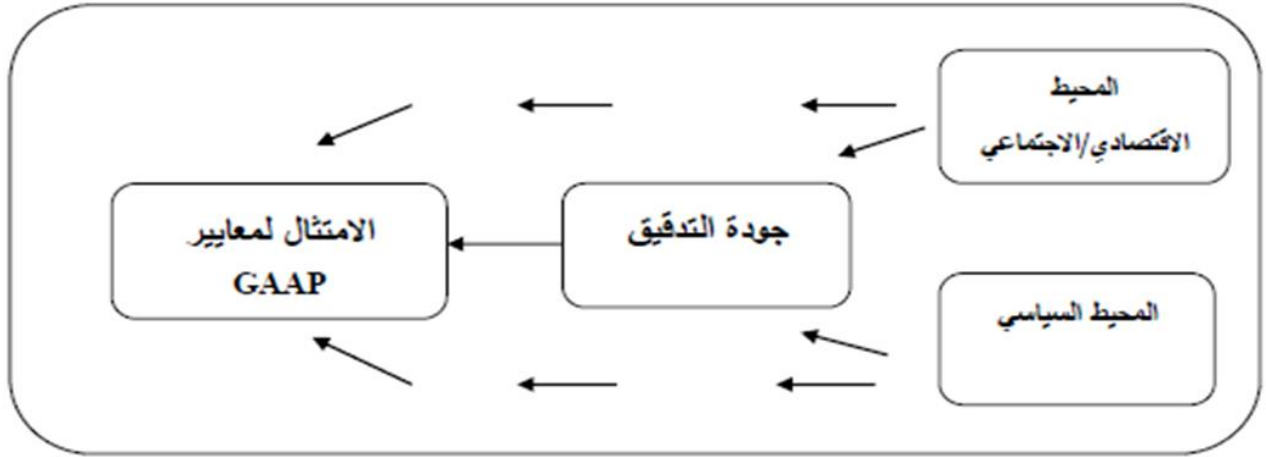 المحيط
الاقتصادي/الاجتماعي
جودة التدقيق
الامتثال لمعايير
GAAP
المحيط السياسي